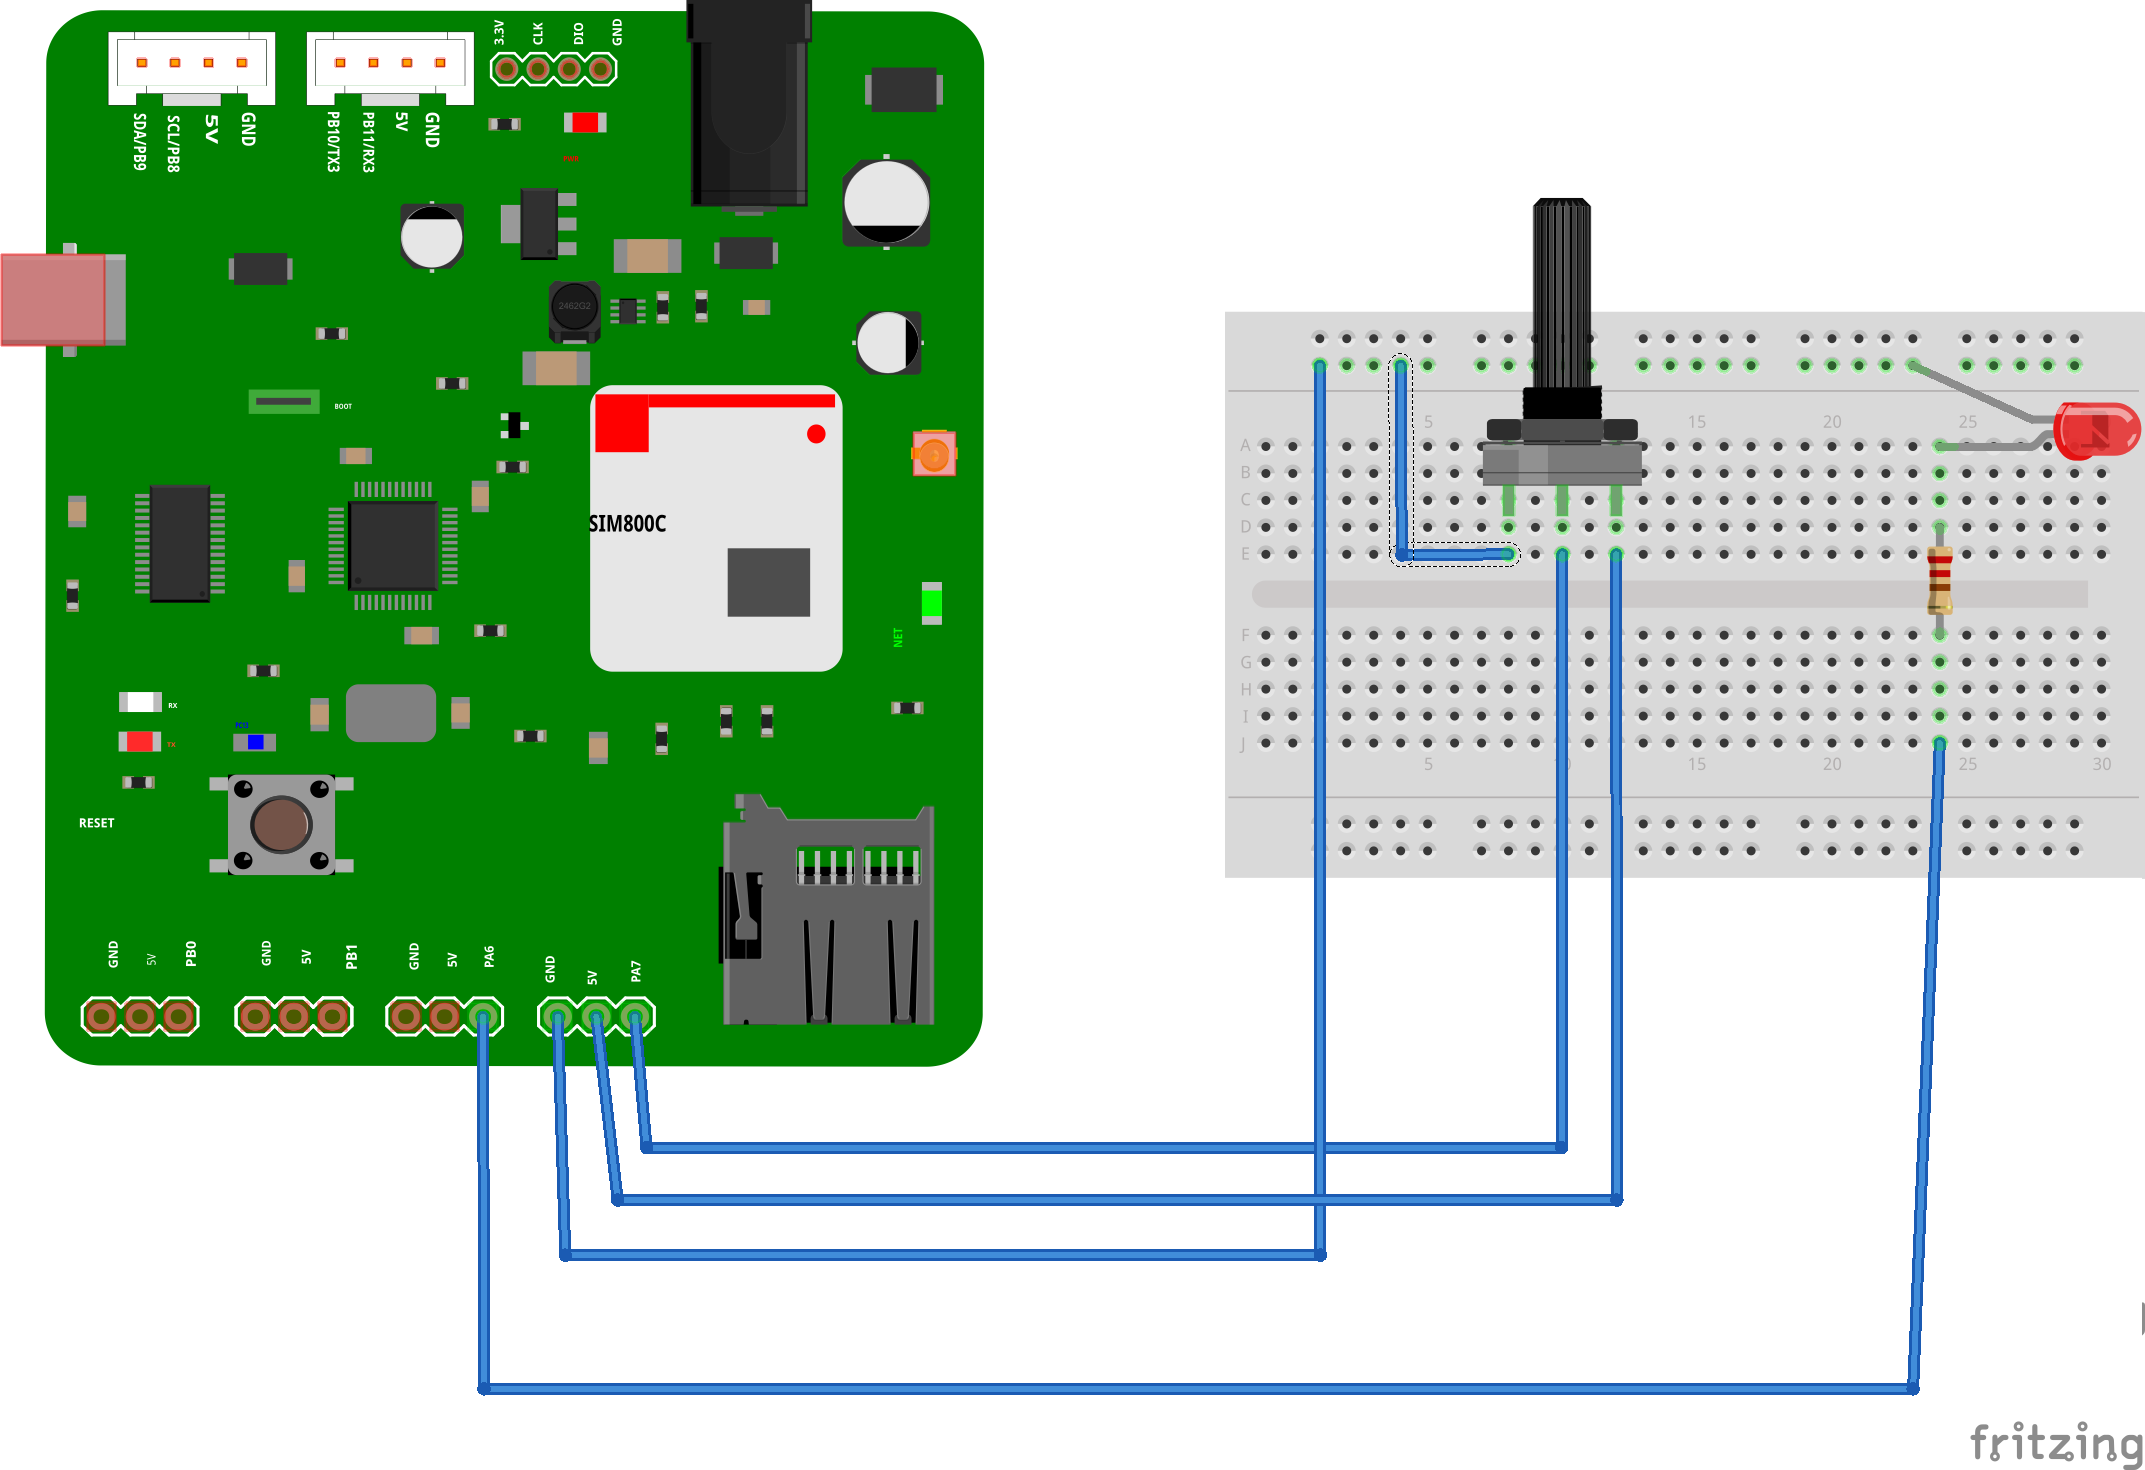 3.3V
CLK
DIO
GND
SDA/PB9
SCL/PB8
5V
GND
PB10/TX3
PB11/RX3
5V
GND
2462G2
BOOT
SIM800C
NET
RX
TX
PC13
RESET
GND
5V
PB0
GND
5V
PB1
GND
5V
PA6
GND
5V
PA7
5
15
20
25
A
B
C
D
E
F
G
H
I
J
5
15
20
25
30
fritzing